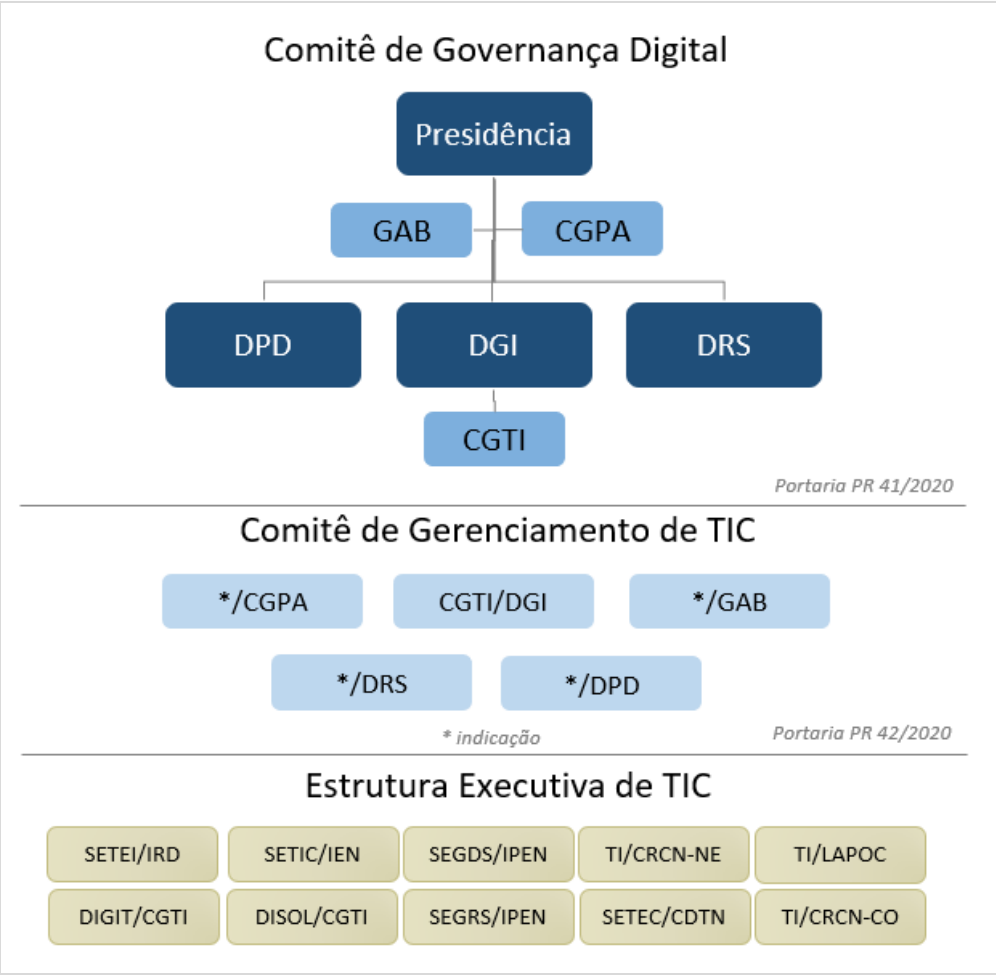 Comitê de Governança Digital
Presidência
GAB
CGPA
DPD
DGI
DRS
CGTI
Portaria PR 41/2020
Comitê de Gerenciamento de TIC
*/CGPA
CGTI/DGI
*/GAB
*/DRS
*/DPD
* indicação
Portaria PR 42/2020
Estrutura Executiva de TIC
SETEI/IRD
SETIC/IEN
SEGDS/IPEN
TI/CRCN-NE
TI/LAPOC
DIGIT/CGTI
DISOL/CGTI
SEGRS/IPEN
SETEC/CDTN
TI/CRCN-CO